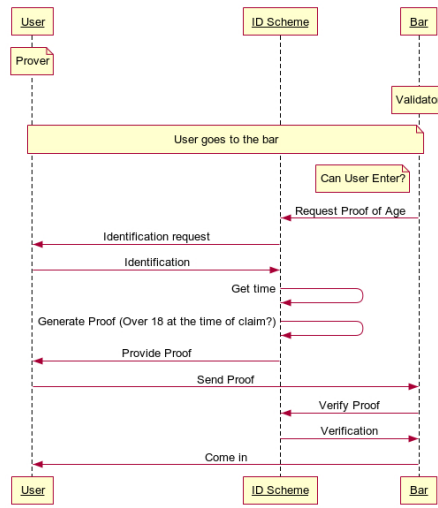 User
ID Scheme
Bar
Prover
Validato
User goes to the bar
Can User Enter?
Request Proof of Age
Identification request
Identification
Get time
Generate Proof (Over 18 at the time of claim?)
Provide Proof
Send Proof
Verify Proof
Verification
Come in
User
ID Scheme
Bar